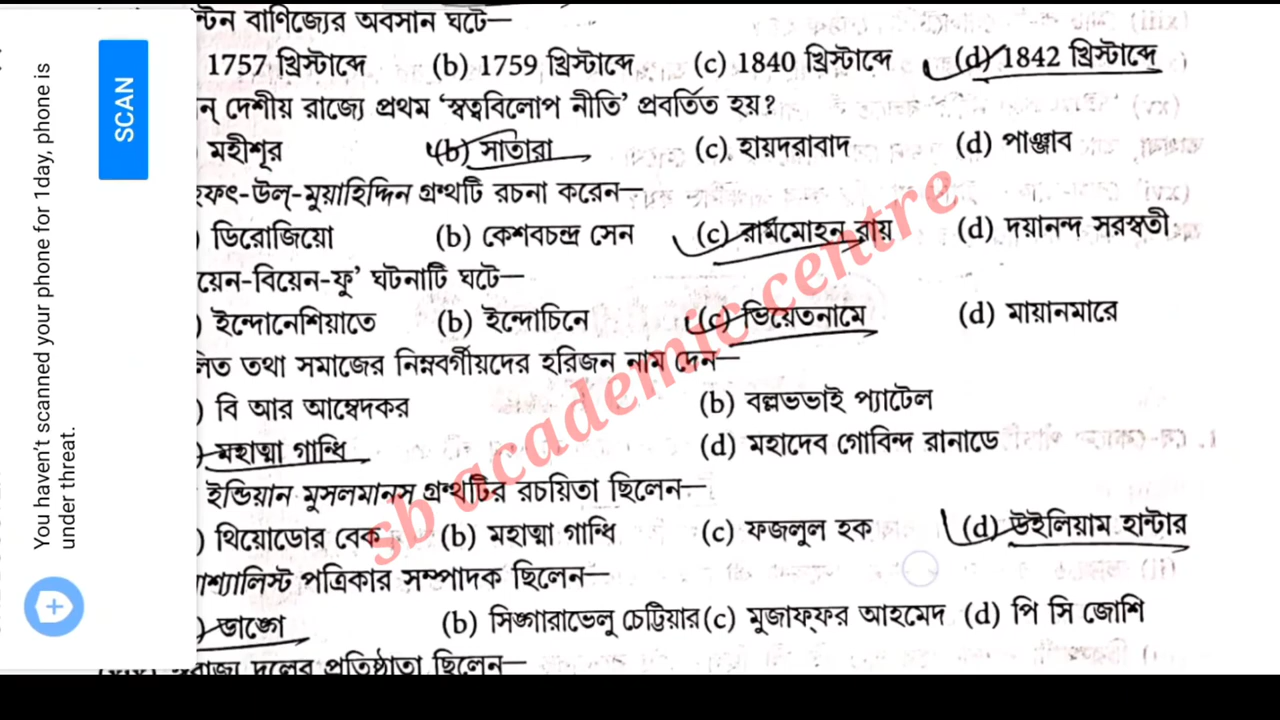 ন্টন বাণিজ্যের অবসান ঘটে—
1757 খ্রিস্টাব্দে (b) 1759 খ্রিস্টাব্দে (c) 1840 খ্রিস্টাব্দে (d) 1842 খ্রিস্টাব্দে
ন্ দেশীয় রাজ্যে প্রথম ‘স্বত্ববিলোপ নীতি’ প্রবর্তিত হয়?
মহীশূর (b) সাতারা (c) হায়দরাবাদ (d) পাঞ্জাব
হফৎ-উল্-মুয়াহিদ্দিন গ্রন্থটি রচনা করেন—
) ডিরোজিয়ো (b) কেশবচন্দ্র সেন (c) রামমোহন রায় (d) দয়ানন্দ সরস্বতী
য়েন-বিয়েন-ফু’ ঘটনাটি ঘটে—
) ইন্দোনেশিয়াতে (b) ইন্দোচিনে (c) ভিয়েতনামে (d) মায়ানমারে
লিত তথা সমাজের নিম্নবর্গীয়দের হরিজন নাম দেন—
) বি আর আম্বেদকর (b) বল্লভভাই প্যাটেল
) মহাত্মা গান্ধি (d) মহাদেব গোবিন্দ রানাডে
ইন্ডিয়ান মুসলমানস গ্রন্থটির রচয়িতা ছিলেন—
) থিয়োডোর বেক (b) মহাত্মা গান্ধি (c) ফজলুল হক (d) উইলিয়াম হান্টার
াশ্যালিস্ট পত্রিকার সম্পাদক ছিলেন—
) ডাঙ্গে (b) সিঙ্গারাভেলু চেট্টিয়ার (c) মুজাফ্ফর আহমেদ (d) পি সি জোশি
দলের প্রতিষ্ঠাতা ছিলেন—
sb academic centre
You haven't scanned your phone for 1day, phone is
under threat.
SCAN